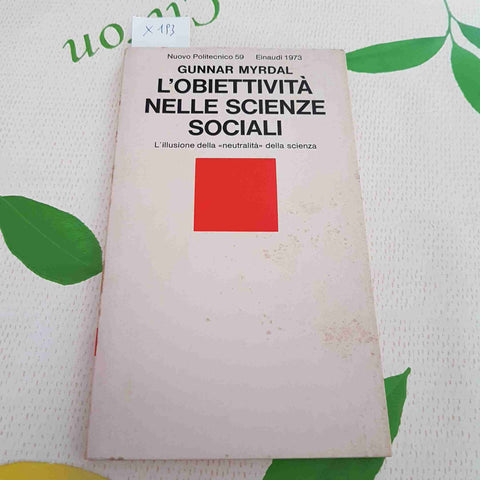 x 193
Nuovo Politecnico 59 Einaudi 1973
GUNNAR MYRDAL
L'OBIETTIVITÀ
NELLE SCIENZE
SOCIALI
L'illusione della «neutralità» della scienza